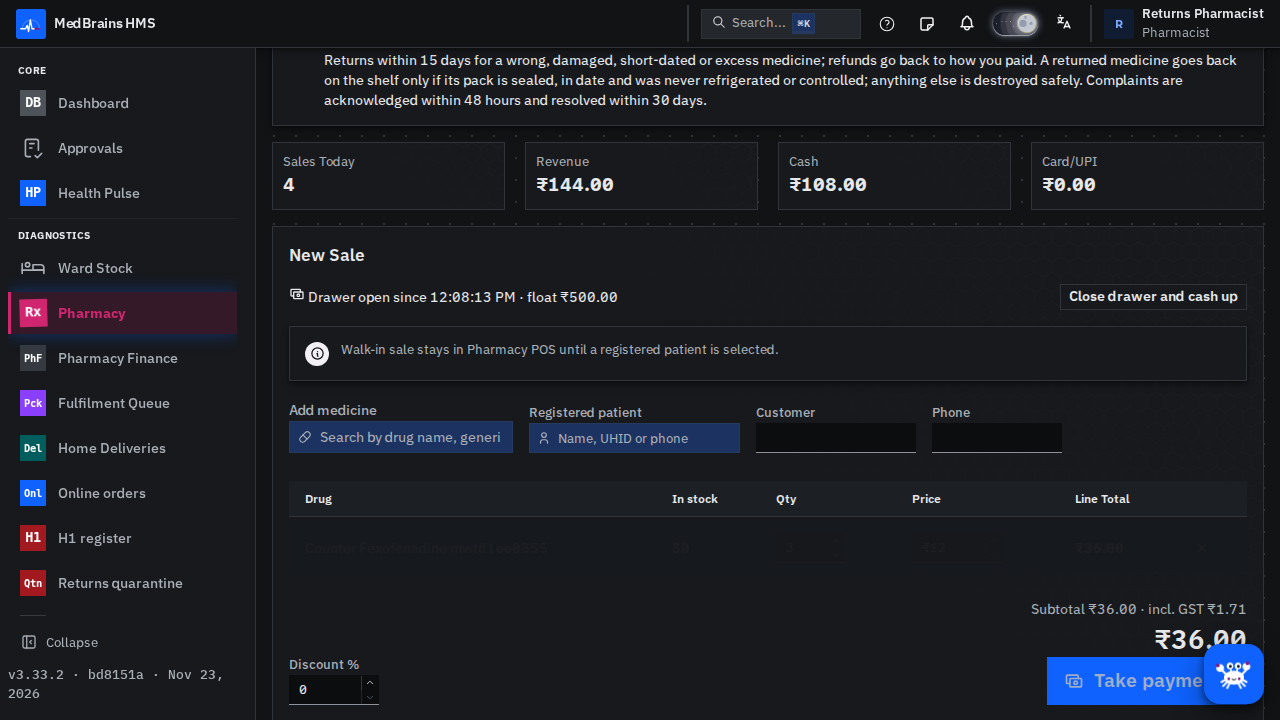 MedBrains HMS
Search...
⌘K
R
Returns Pharmacist
Pharmacist
CORE
DB Dashboard
Approvals
HP Health Pulse
DIAGNOSTICS
Ward Stock
Rx Pharmacy
PhF Pharmacy Finance
Pck Fulfilment Queue
Del Home Deliveries
Onl Online orders
H1 H1 register
Qtn Returns quarantine
Collapse
v3.33.2 · bd8151a · Nov 23,
2026
Returns within 15 days for a wrong, damaged, short-dated or excess medicine; refunds go back to how you paid. A returned medicine goes back
on the shelf only if its pack is sealed, in date and was never refrigerated or controlled; anything else is destroyed safely. Complaints are
acknowledged within 48 hours and resolved within 30 days.
Sales Today Revenue Cash Card/UPI
4 ₹144.00 ₹108.00 ₹0.00
New Sale
Drawer open since 12:08:13 PM · float ₹500.00 Close drawer and cash up
Walk-in sale stays in Pharmacy POS until a registered patient is selected.
Add medicine Registered patient Customer Phone
Search by drug name, generi Name, UHID or phone
Drug In stock Qty Price Line Total
3 ₹12 ₹36.00
Subtotal ₹36.00 · incl. GST ₹1.71
₹36.00
Discount %
0
Take payme